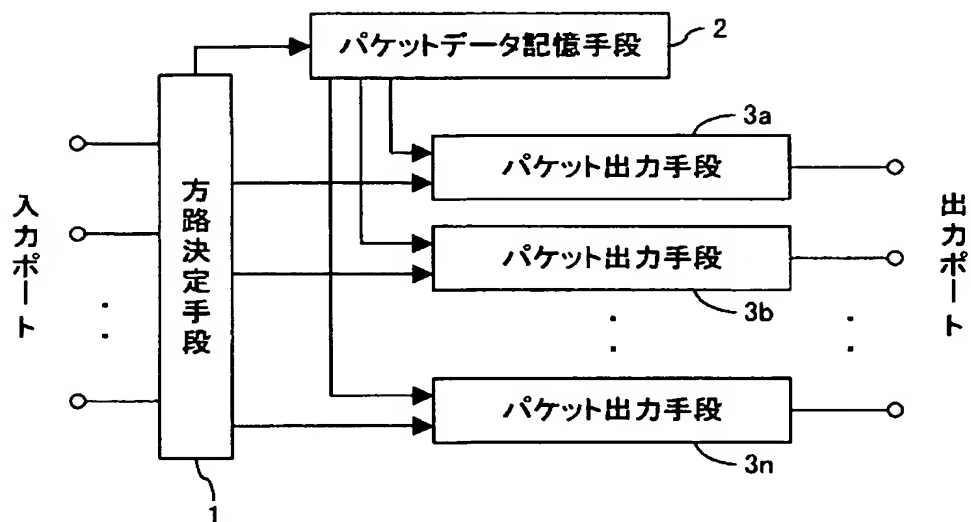 パケットデータ記憶手段
2
3a
パケット出力手段
入力ポート
方路決定手段
パケット出力手段
3b
出力ポート
パケット出力手段
3n
1